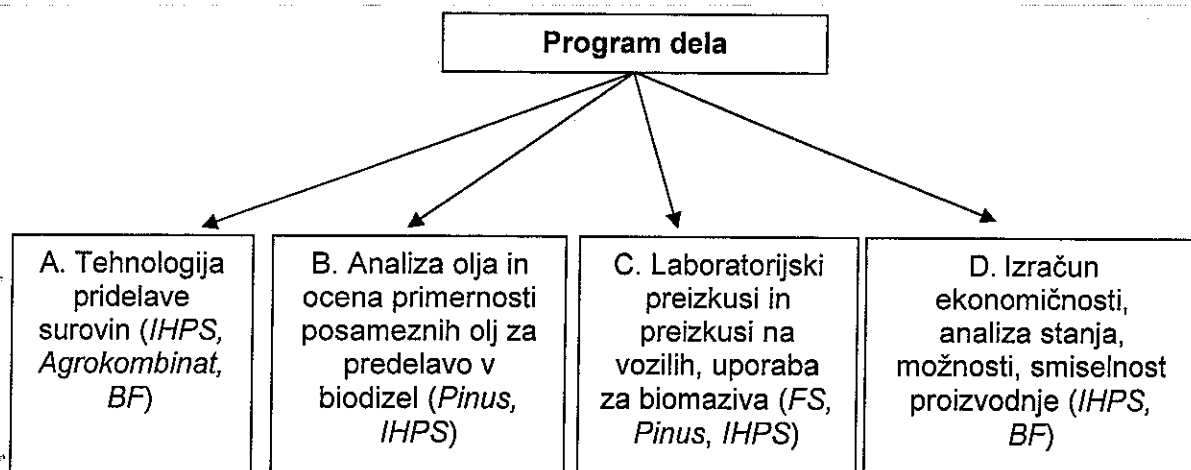 Program dela
A. Tehnologija
pridelave
surovin (IHPS,
Agrokombinat,
BF)
B. Analiza olja in
ocena primernosti
posameznih olj za
predelavo v
biodizel (Pinus,
IHPS)
C. Laboratorijski
preizkusi in
preizkusi na
vozilih, uporaba
za biomaziva (FS,
Pinus, IHPS)
D. Izračun
ekonomičnosti,
analiza stanja,
možnosti, smiselnost
proizvodnje (IHPS,
BF)